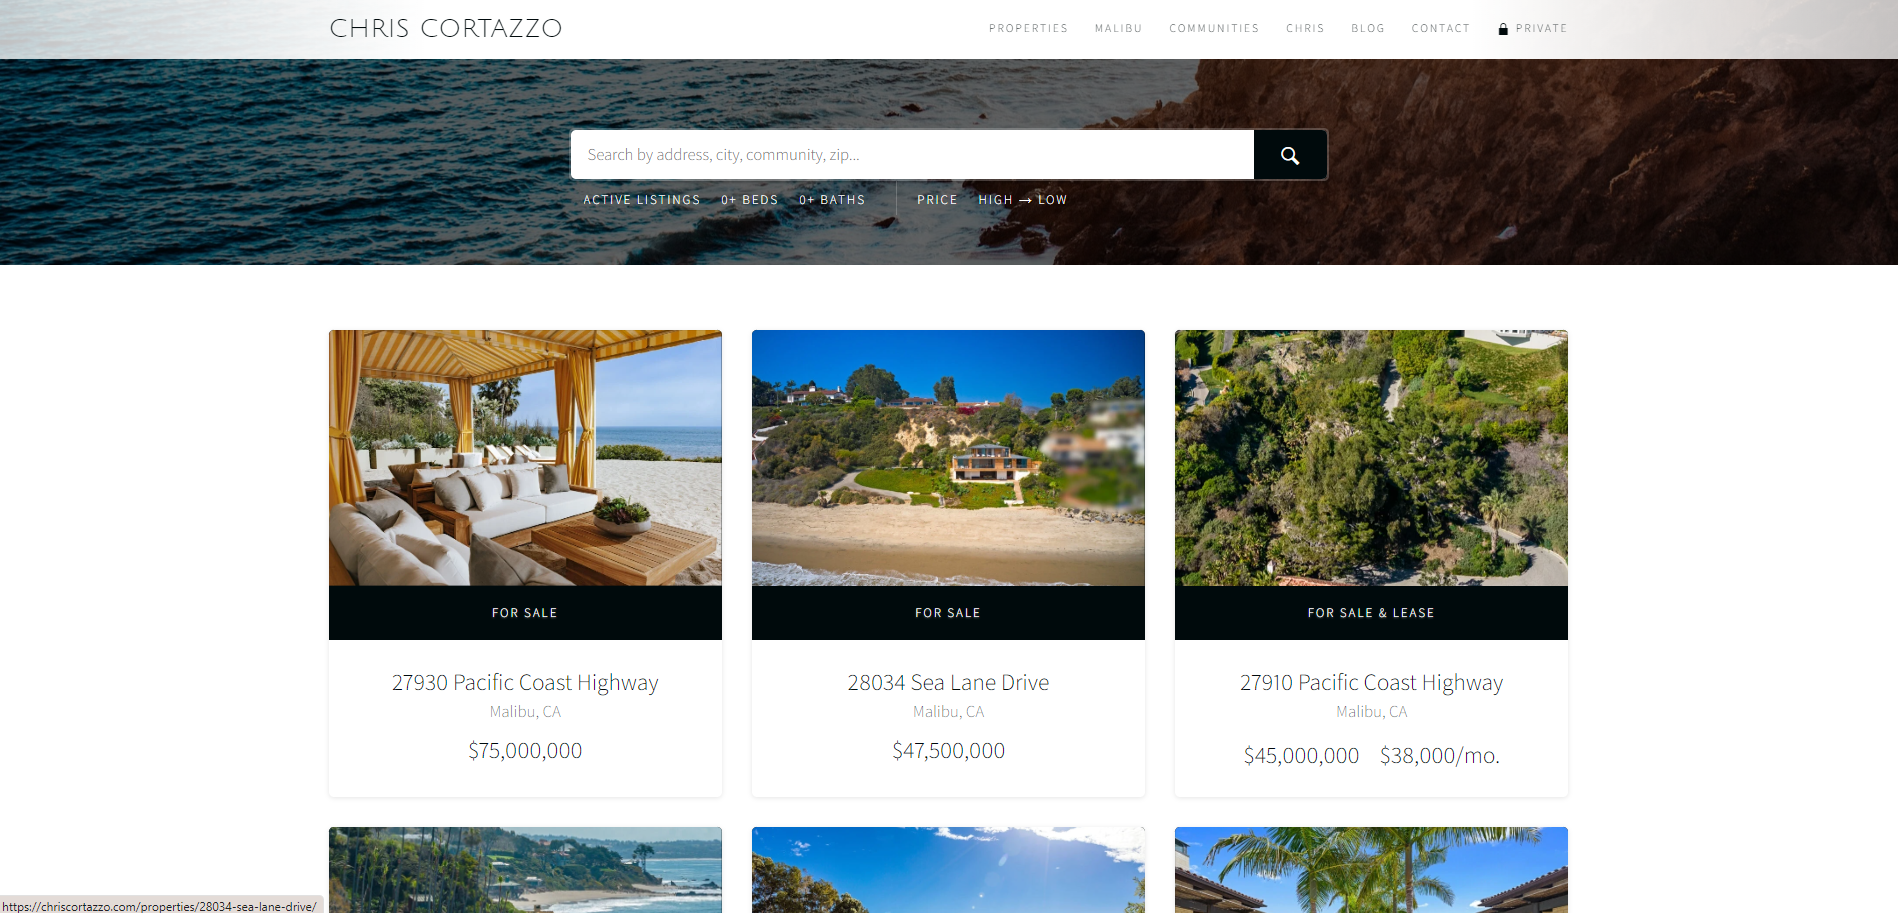 CHRIS CORTAZZO
PROPERTIES MALIBU COMMUNITIES CHRIS BLOG CONTACT PRIVATE
Search by address, city, community, zip...
ACTIVE LISTINGS 0+ BEDS 0+ BATHS PRICE HIGH → LOW
FOR SALE
27930 Pacific Coast Highway
Malibu, CA
$75,000,000
FOR SALE
28034 Sea Lane Drive
Malibu, CA
$47,500,000
FOR SALE & LEASE
27910 Pacific Coast Highway
Malibu, CA
$45,000,000 $38,000/mo.
https://chriscortazzo.com/properties/28034-sea-lane-drive/